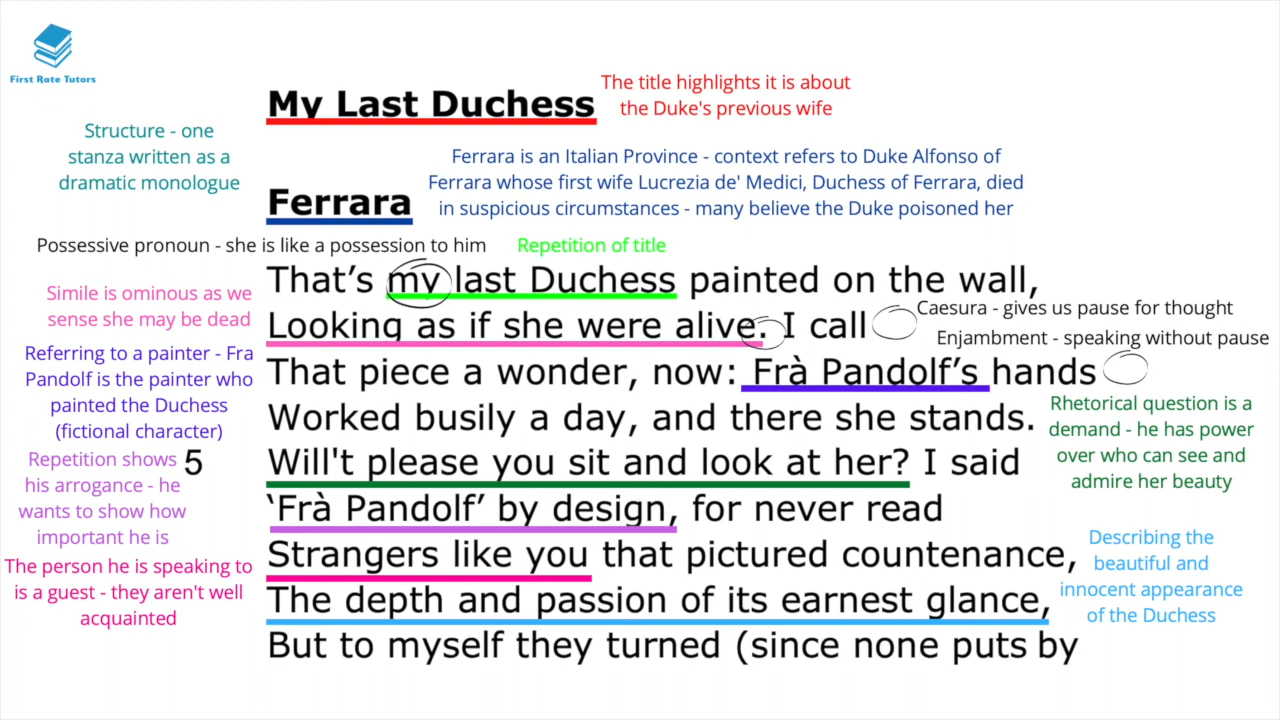 First Rate Tutors
My Last Duchess
The title highlights it is about
the Duke's previous wife
Structure - one
stanza written as a
dramatic monologue
Ferrara
Ferrara is an Italian Province - context refers to Duke Alfonso of
Ferrara whose first wife Lucrezia de' Medici, Duchess of Ferrara, died
in suspicious circumstances - many believe the Duke poisoned her
Possessive pronoun - she is like a possession to him
Repetition of title
That’s my last Duchess painted on the wall,
Simile is ominous as we
sense she may be dead
Looking as if she were alive. I call
Caesura - gives us pause for thought
Enjambment - speaking without pause
Referring to a painter - Fra
Pandolf is the painter who
painted the Duchess
(fictional character)
That piece a wonder, now: Frà Pandolf’s hands
Worked busily a day, and there she stands.
Rhetorical question is a
demand - he has power
over who can see and
admire her beauty
Repetition shows
his arrogance - he
wants to show how
important he is
5
Will't please you sit and look at her? I said
‘Frà Pandolf’ by design, for never read
The person he is speaking to
is a guest - they aren't well
acquainted
Strangers like you that pictured countenance,
Describing the
beautiful and
innocent appearance
of the Duchess
The depth and passion of its earnest glance,
But to myself they turned (since none puts by